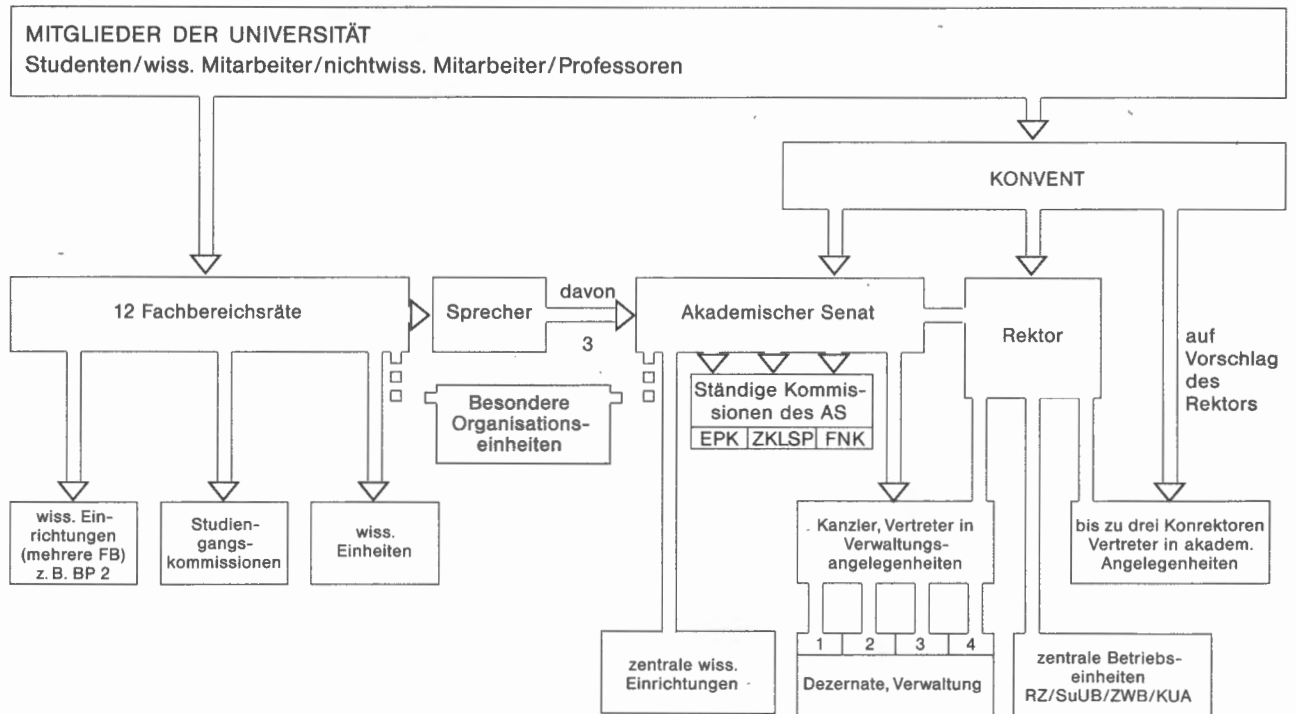 MITGLIEDER DER UNIVERSITÄT
Studenten/wiss. Mitarbeiter/nichtwiss. Mitarbeiter/Professoren
KONVENT
12 Fachbereichsräte
Sprecher
davon
3
Akademischer Senat
Rektor
auf
Vorschlag
des
Rektors
Besondere
Organisations-
einheiten
Ständige Kommis-
sionen des AS
EPK ZKLSP FNK
wiss. Ein-
richtungen
(mehrere FB)
z. B. BP 2
Studien-
gangs-
kommissionen
wiss.
Einheiten
Kanzler, Vertreter in
Verwaltungs-
angelegenheiten
bis zu drei Konrektoren
Vertreter in akadem.
Angelegenheiten
zentrale wiss.
Einrichtungen
1 2 3 4
Dezernate, Verwaltung
zentrale Betriebs-
einheiten
RZ/SuUB/ZWB/KUA